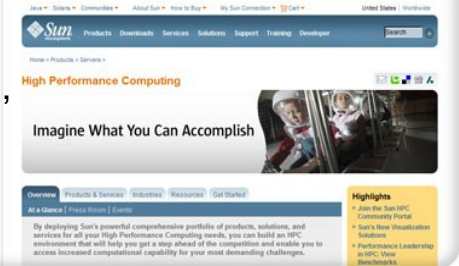 Java Solaris Communities About Sun How to Buy My Sun Connection Cart United States | Worldwide
Sun microsystems Products Downloads Services Solutions Support Training Developer Search
Home > Products > Servers >
High Performance Computing
,
Imagine What You Can Accomplish
Overview Products & Services Industries Resources Get Started
At a Glance | Press Room | Events
By deploying Sun's powerful comprehensive portfolio of products, solutions, and
services for all your High Performance Computing needs, you can build an HPC
environment that will help you get a step ahead of the competition and enable you to
access increased computational capability for your most demanding challenges.
Highlights
Join the Sun HPC
Community Portal
Sun's New Visualization
Solutions
Performance Leadership
in HPC: View
Benchmarks